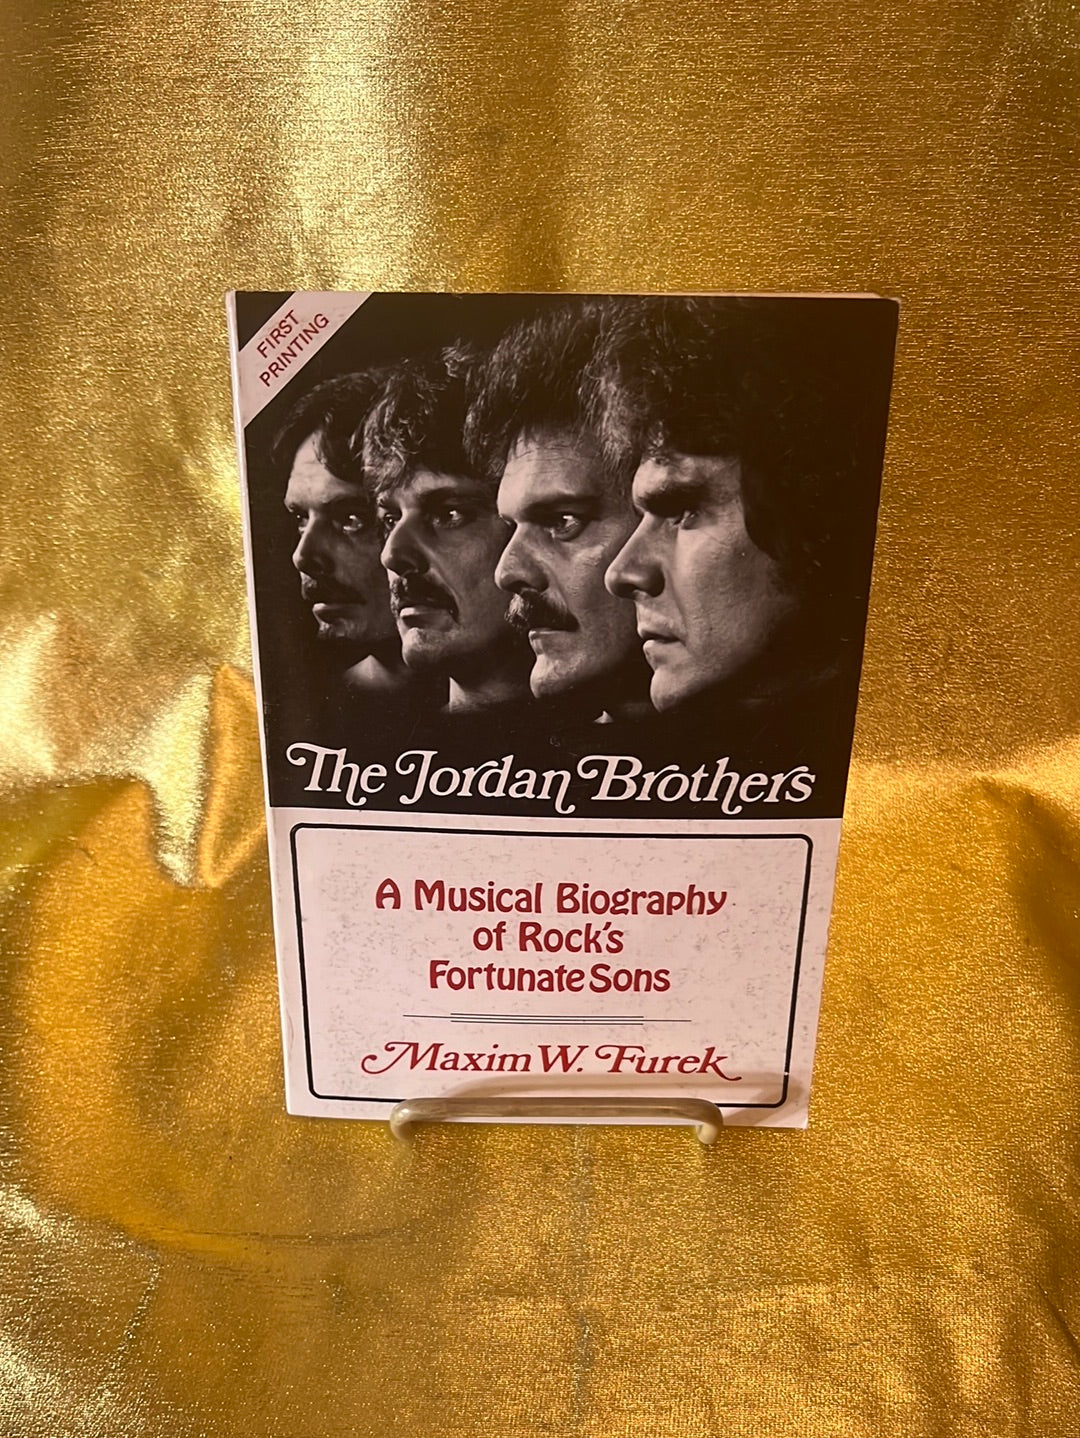 FIRST
PRINTING
The Jordan Brothers
A Musical Biography
of Rock's
Fortunate Sons
Maxim W. Furek